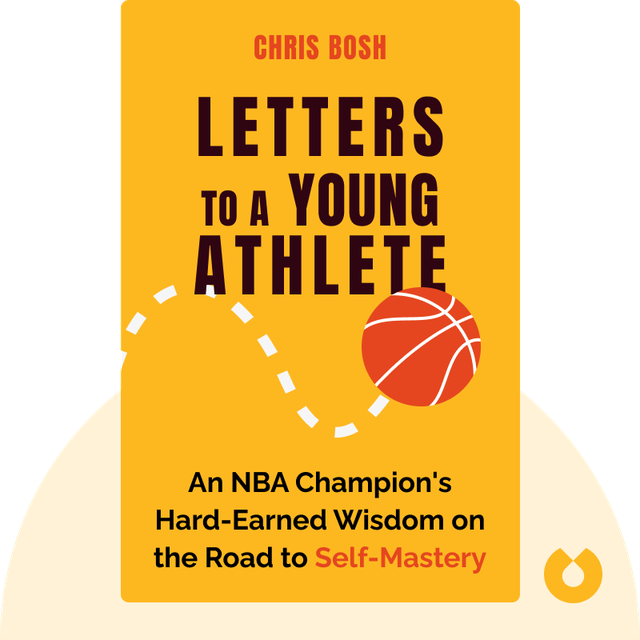 CHRIS BOSH
LETTERS
TO A YOUNG
ATHLETE
An NBA Champion's
Hard-Earned Wisdom on
the Road to Self-Mastery